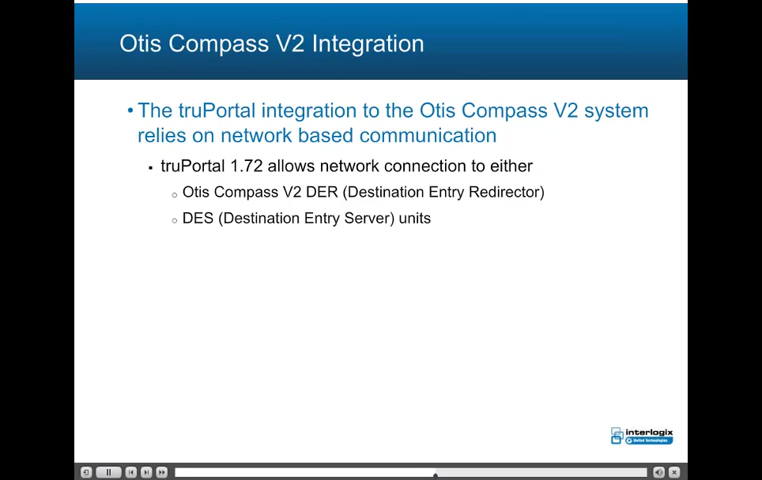 Otis Compass V2 Integration
• The truPortal integration to the Otis Compass V2 system
relies on network based communication
• truPortal 1.72 allows network connection to either
○ Otis Compass V2 DER (Destination Entry Redirector)
○ DES (Destination Entry Server) units
interlogix
United Technologies